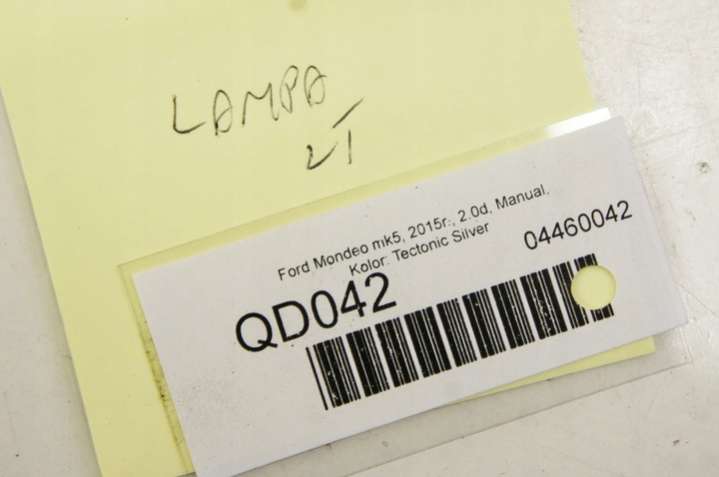 LAMPA
LT
Ford Mondeo mk5, 2015r., 2.0d, Manual,
Kolor: Tectonic Silver
04460042
QD042